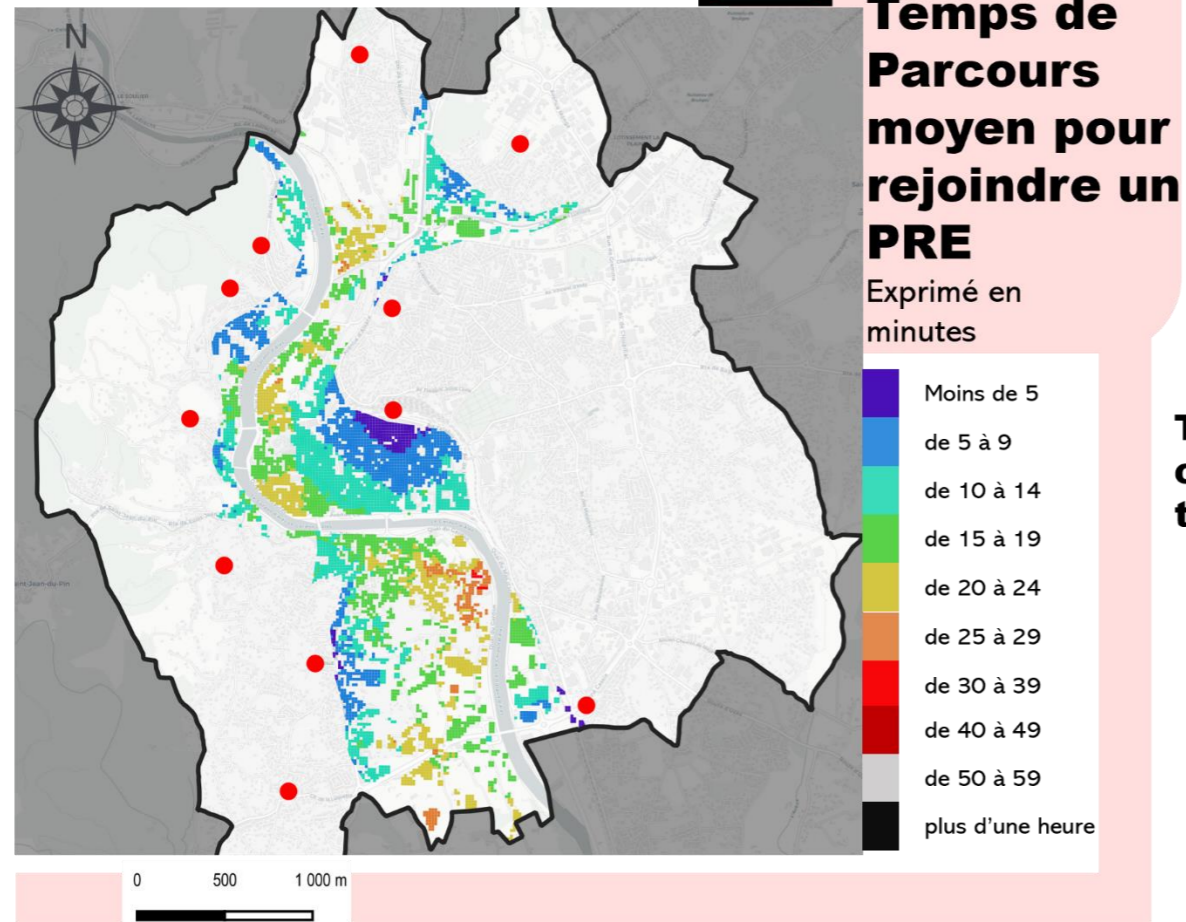 Temps de
Parcours
moyen pour
rejoindre un
PRE
Exprimé en
minutes
N
Moins de 5
de 5 à 9
de 10 à 14
de 15 à 19
de 20 à 24
de 25 à 29
de 30 à 39
de 40 à 49
de 50 à 59
plus d'une heure
0 500 1 000 m